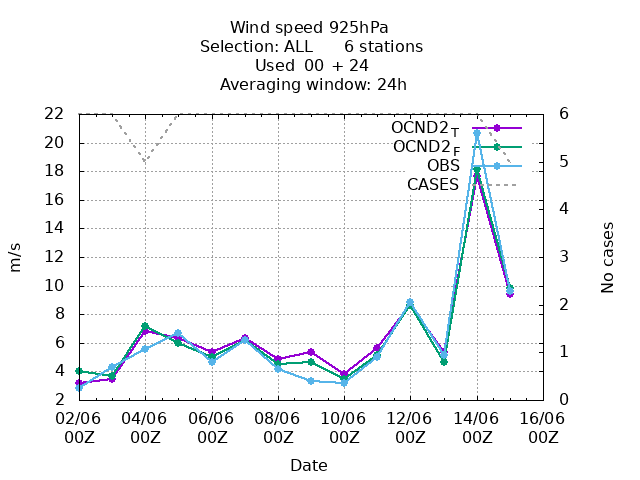 Wind speed 925hPa
Selection: ALL 6 stations
Used 00 + 24
Averaging window: 24h
OCND2 T
OCND2 F
OBS
CASES
22
20
18
16
14
12
10
8
6
4
2
m/s
6
5
4
3
2
1
0
No cases
02/06 04/06 06/06 08/06 10/06 12/06 14/06 16/06
00Z 00Z 00Z 00Z 00Z 00Z 00Z 00Z
Date